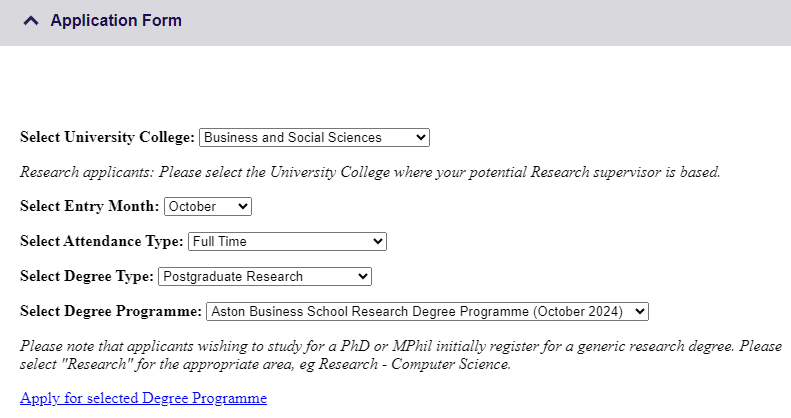 Application Form
Select University College: Business and Social Sciences
Research applicants: Please select the University College where your potential Research supervisor is based.
Select Entry Month: October
Select Attendance Type: Full Time
Select Degree Type: Postgraduate Research
Select Degree Programme: Aston Business School Research Degree Programme (October 2024)
Please note that applicants wishing to study for a PhD or MPhil initially register for a generic research degree. Please
select "Research" for the appropriate area, eg Research - Computer Science.
Apply for selected Degree Programme